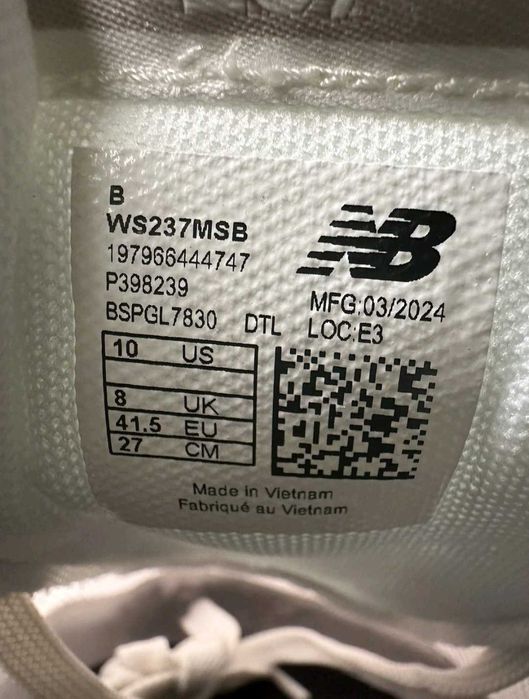 B
WS237MSB
197966444747
P398239
BSPGL7830 DTL
NB
MFG:03/2024
LOC:E3
10 US
8 UK
41.5 EU
27 CM
Made in Vietnam
Fabriqué au Vietnam